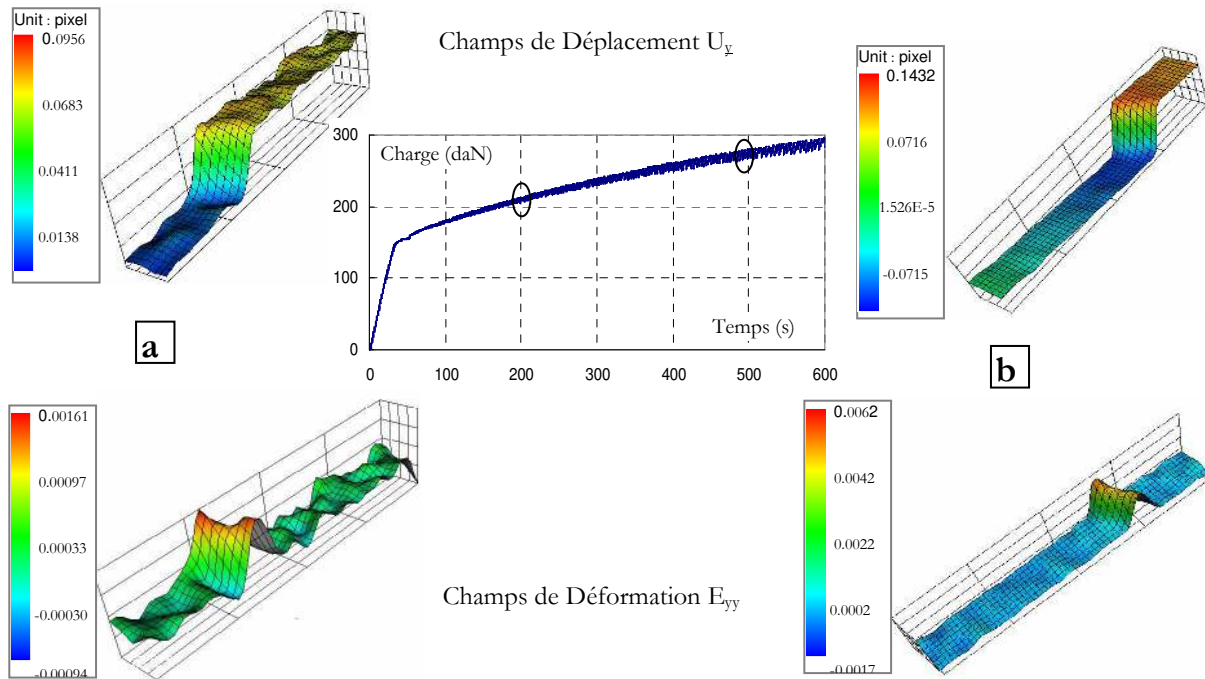 Unit : pixel
0.0956
0.0683
0.0411
0.0138
a
Champs de Déplacement Uy
Charge (daN)
300
200
100
0
0 100 200 300 400 500 600
Temps (s)
Unit : pixel
0.1432
0.0716
1.526E-5
-0.0715
b
0.00161
0.00097
0.00033
-0.00030
-0.00094
Champs de Déformation Eyy
0.0062
0.0042
0.0022
0.0002
-0.0017